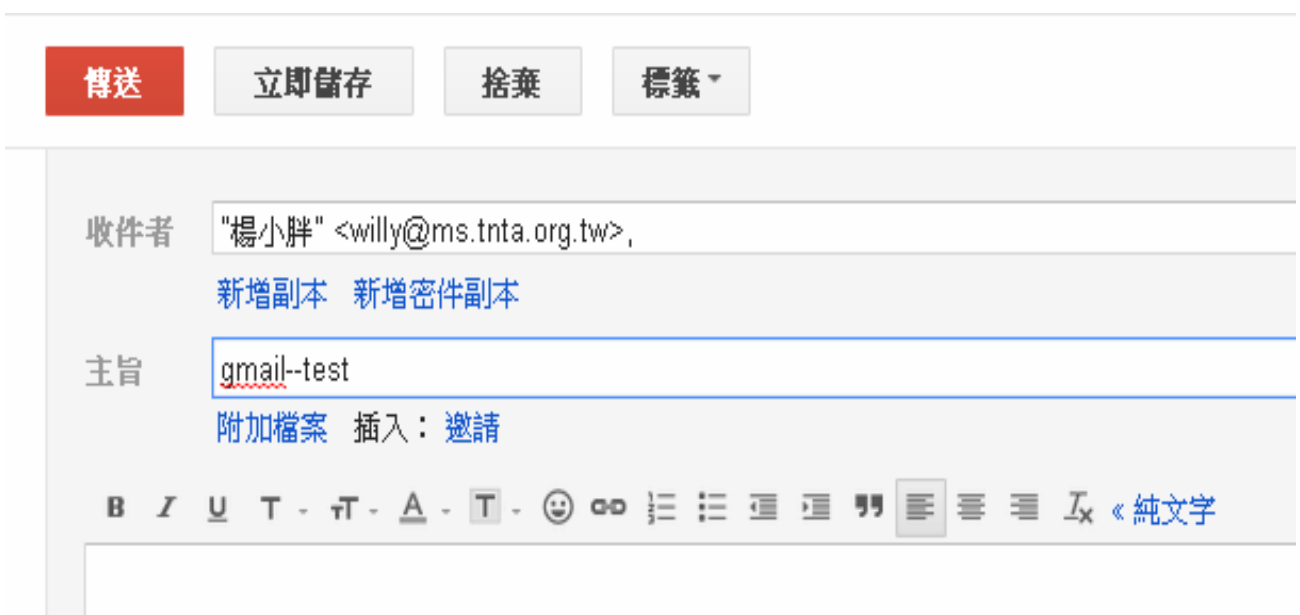 傳送 立即儲存 捨棄 標籤
收件者 "楊小胖" <willy@ms.tnta.org.tw>,
新增副本 新增密件副本
主旨 gmail--test
附加檔案 插入： 邀請
B I U T T A T « 純文字